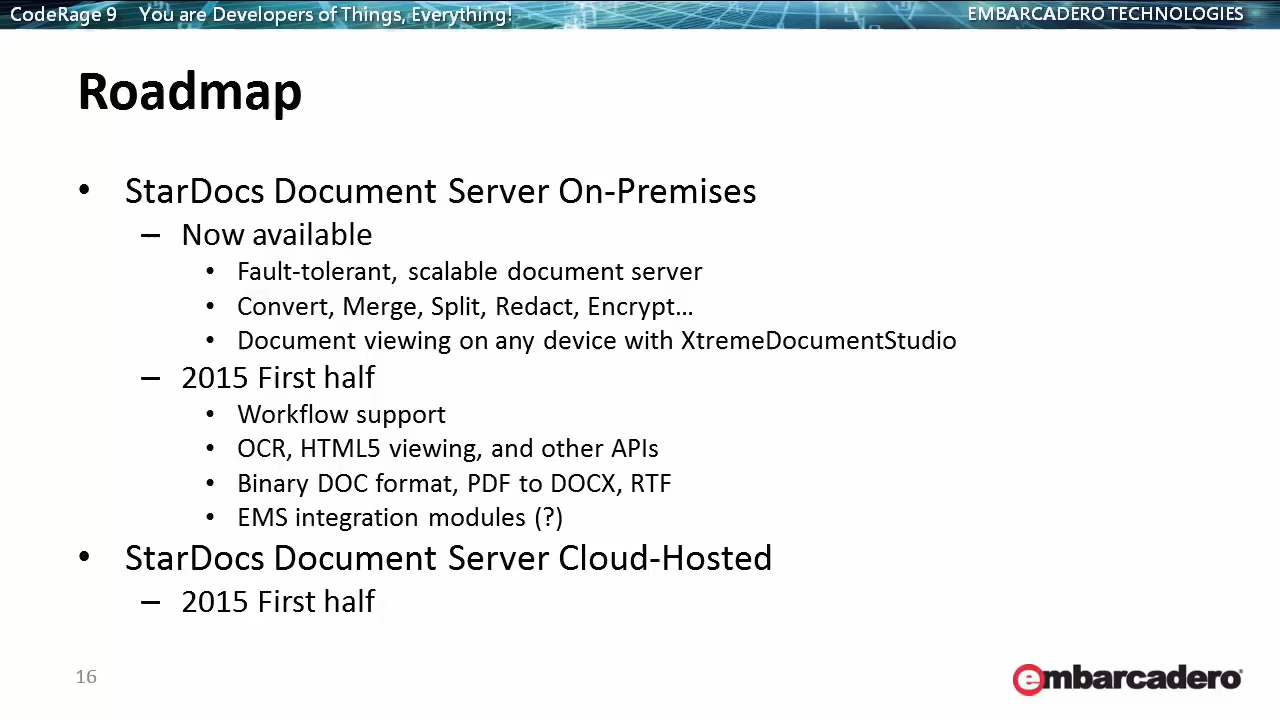 CodeRage 9 You are Developers of Things, Everything!
EMBARCADERO TECHNOLOGIES
Roadmap
• StarDocs Document Server On-Premises
– Now available
• Fault-tolerant, scalable document server
• Convert, Merge, Split, Redact, Encrypt…
• Document viewing on any device with XtremeDocumentStudio
– 2015 First half
• Workflow support
• OCR, HTML5 viewing, and other APIs
• Binary DOC format, PDF to DOCX, RTF
• EMS integration modules (?)
• StarDocs Document Server Cloud-Hosted
– 2015 First half
16
embarcadero